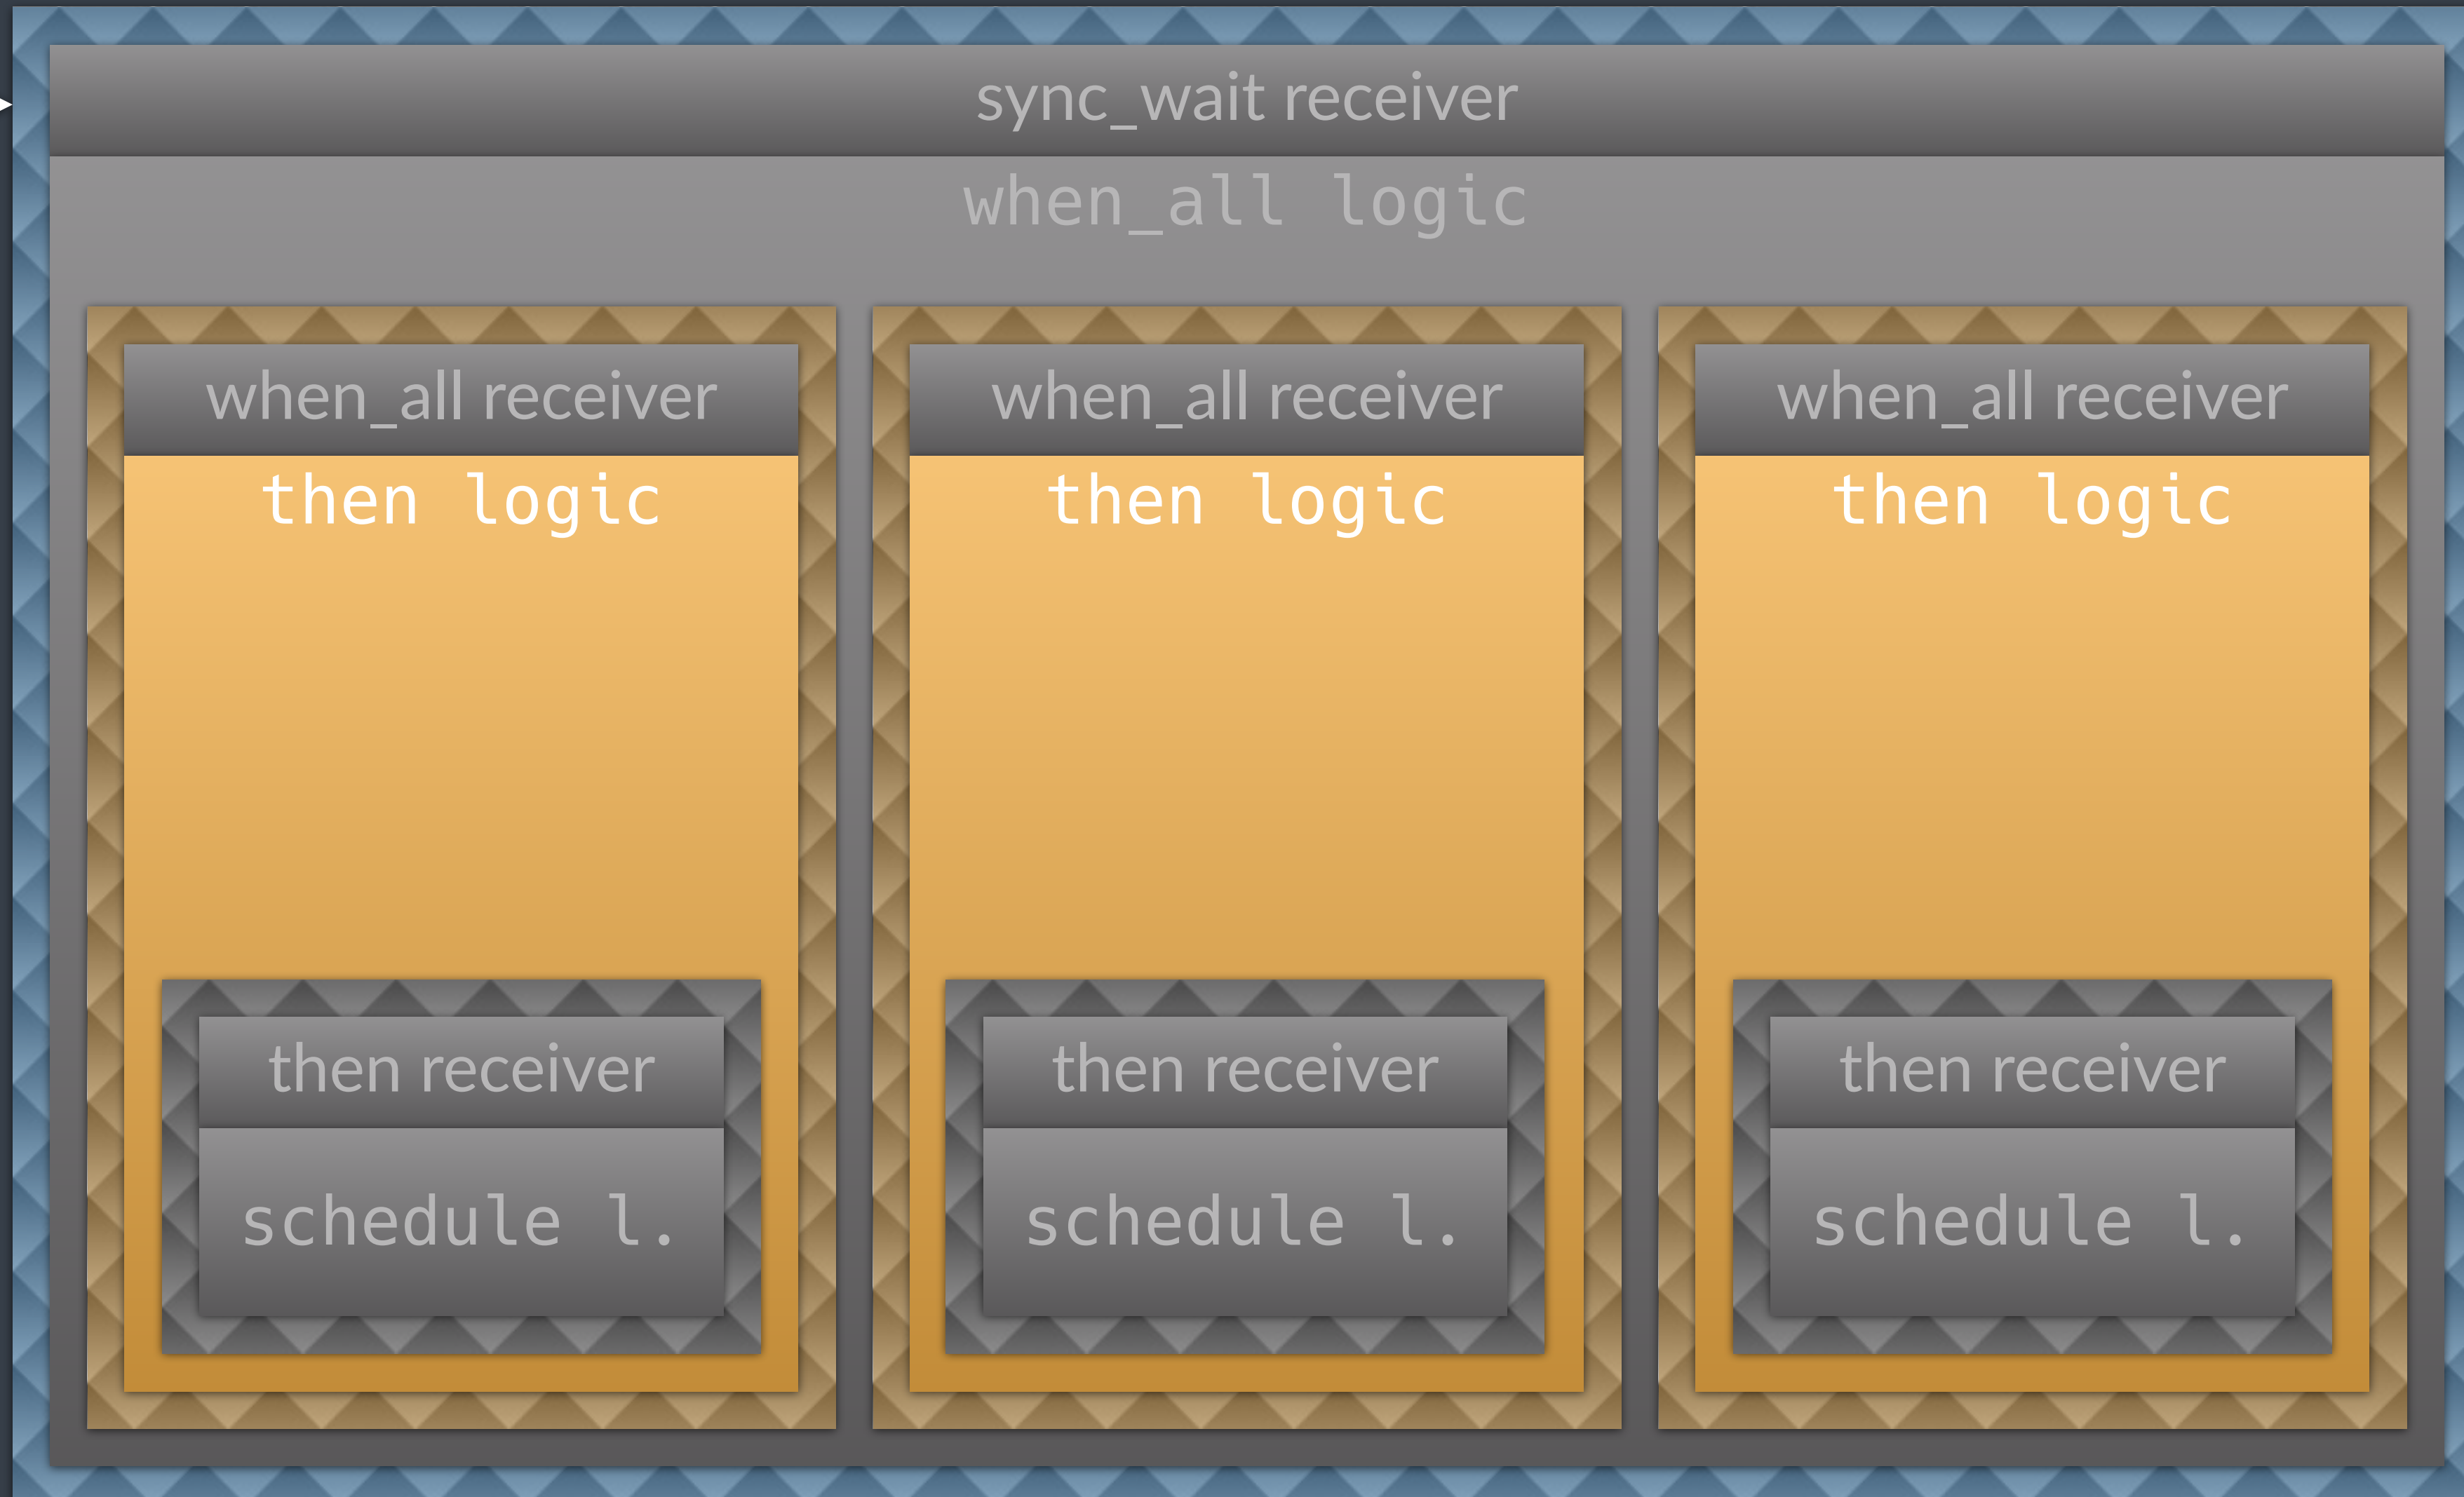 sync_wait receiver
when_all logic
when_all receiver
then logic
then receiver
schedule l.
when_all receiver
then logic
then receiver
schedule l.
when_all receiver
then logic
then receiver
schedule l.